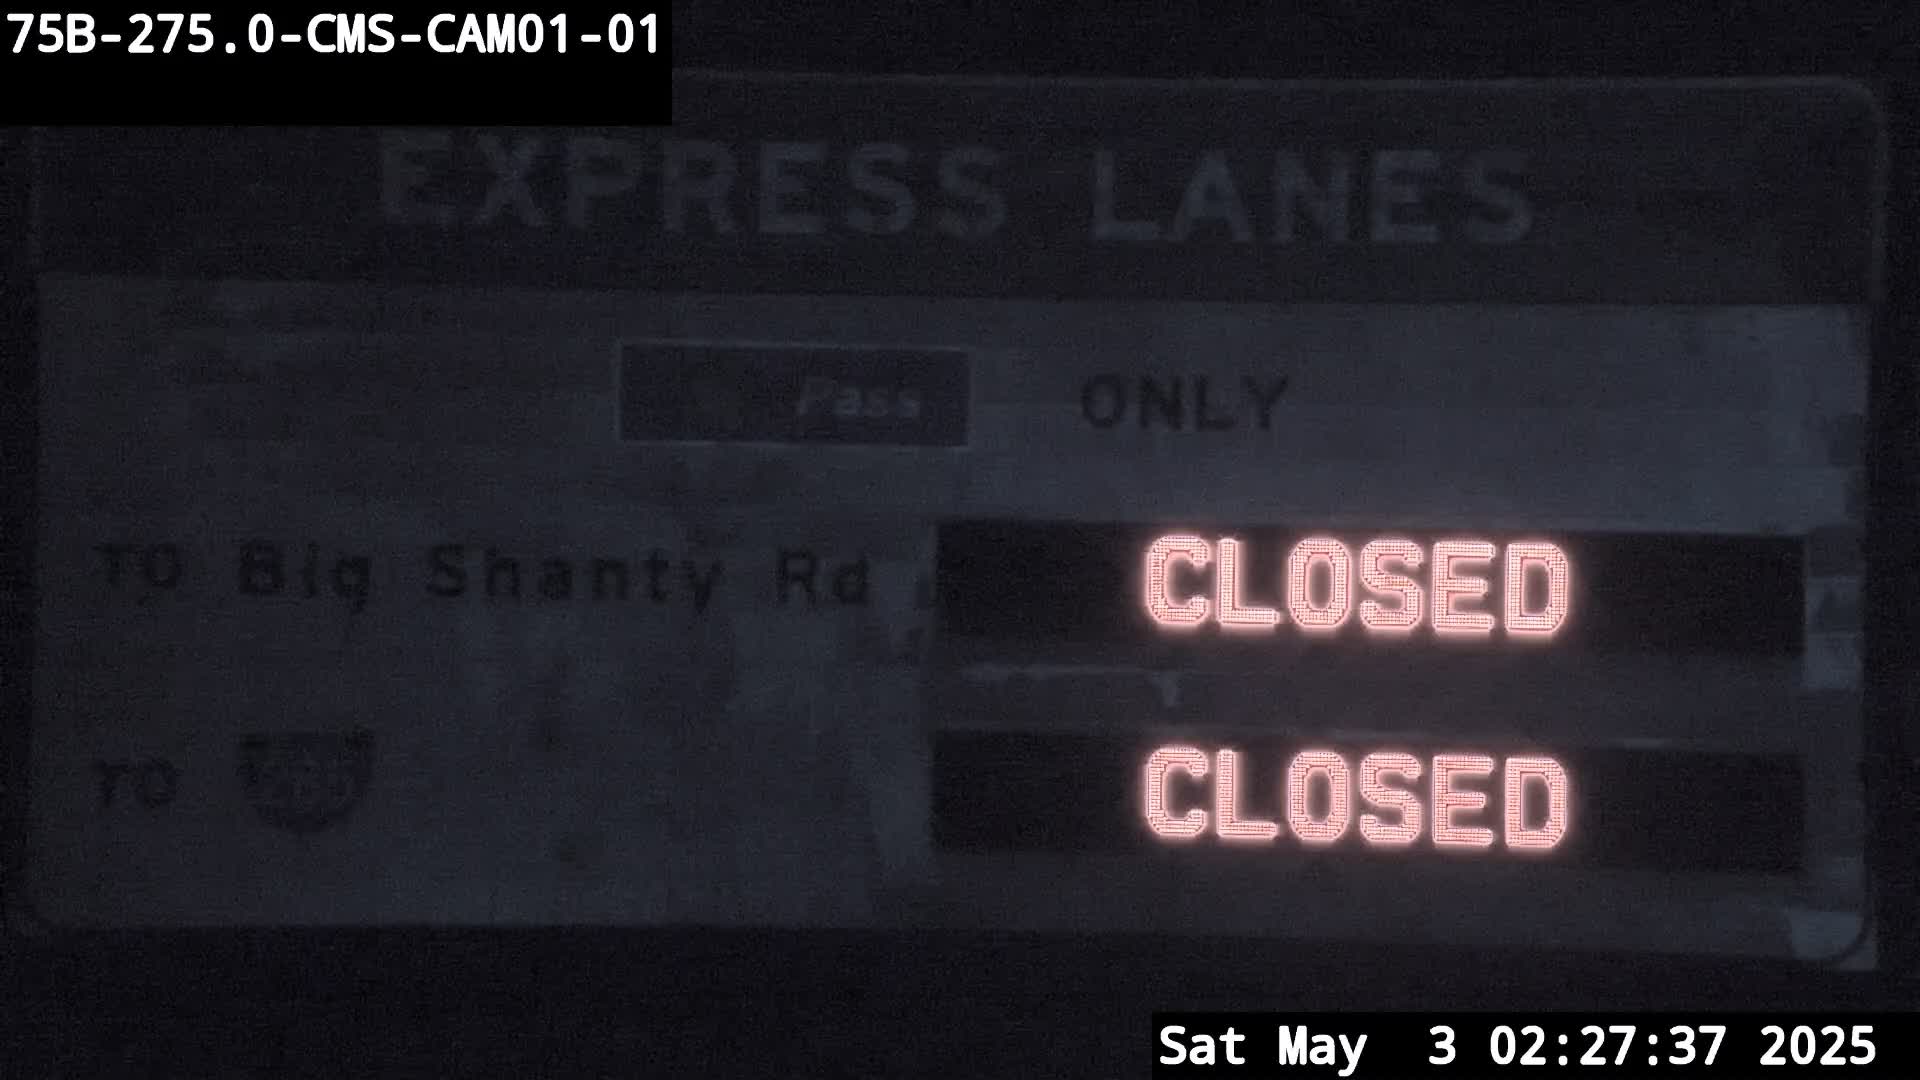 75B-275.0-CMS-CAM01-01
EXPRESS LANES
Pass ONLY
TO Big Shanty Rd CLOSED
TO CLOSED
Sat May 3 02:27:37 2025